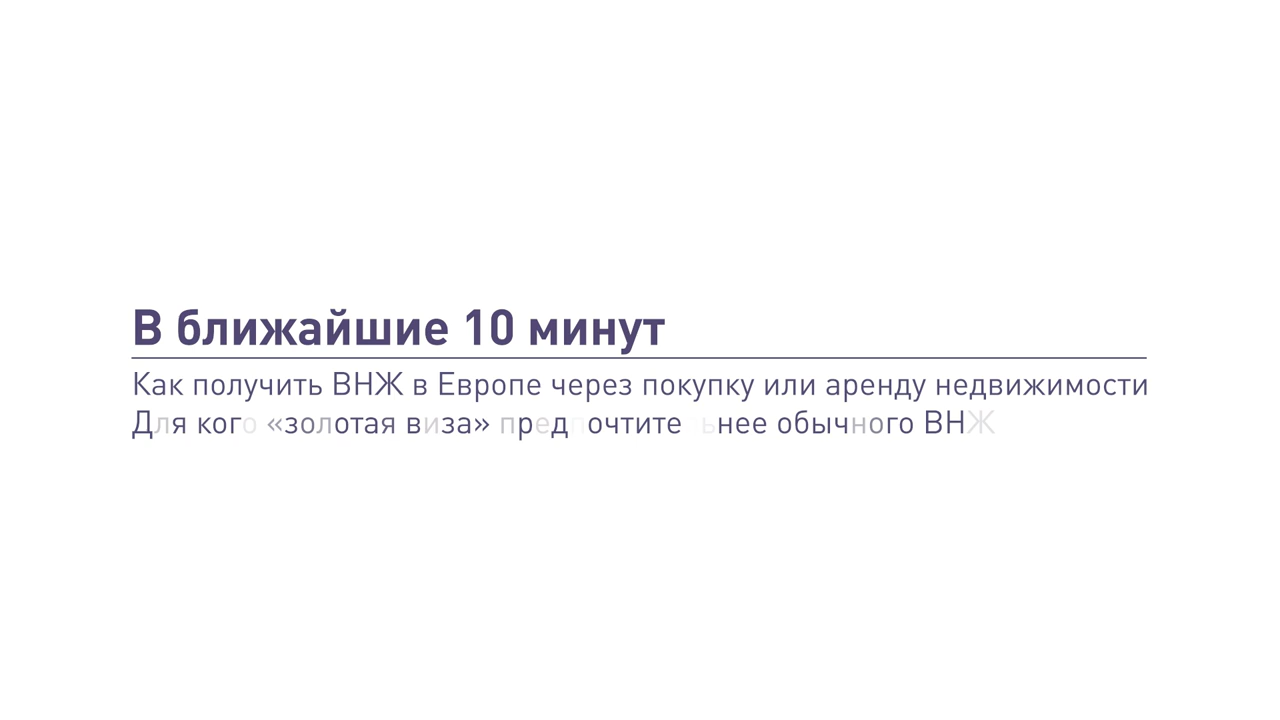 В ближайшие 10 минут
Как получить ВНЖ в Европе через покупку или аренду недвижимости
Для кого «золотая виза» предпочтительнее обычного ВНЖ